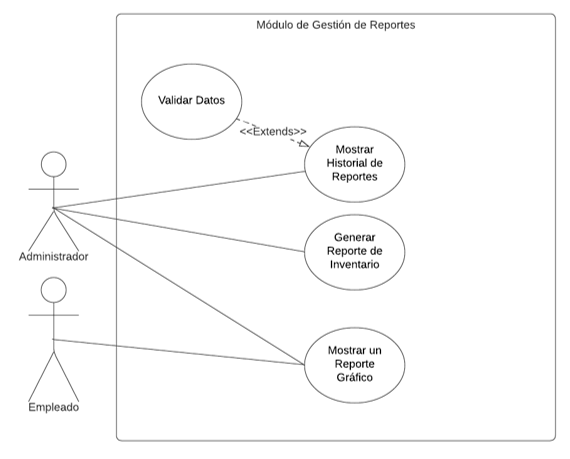 Módulo de Gestión de Reportes
Validar Datos
<<Extends>>
Mostrar
Historial de
Reportes
Generar
Reporte de
Inventario
Administrador
Mostrar un
Reporte
Gráfico
Empleado